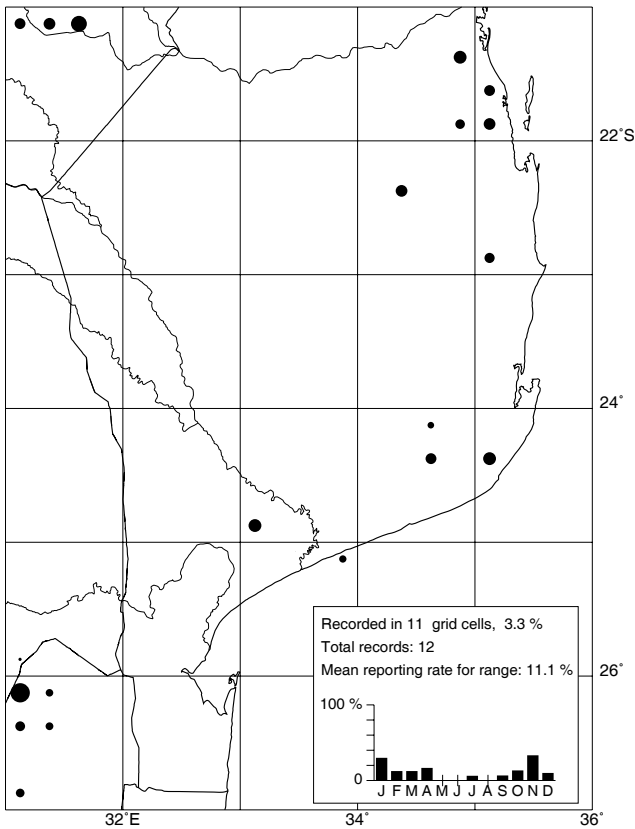 22°S
24°
Recorded in 11 grid cells, 3.3 %
Total records: 12
Mean reporting rate for range: 11.1 %
26°
100 %
0
J F M A M J J A S O N D
32°E
34°
36°